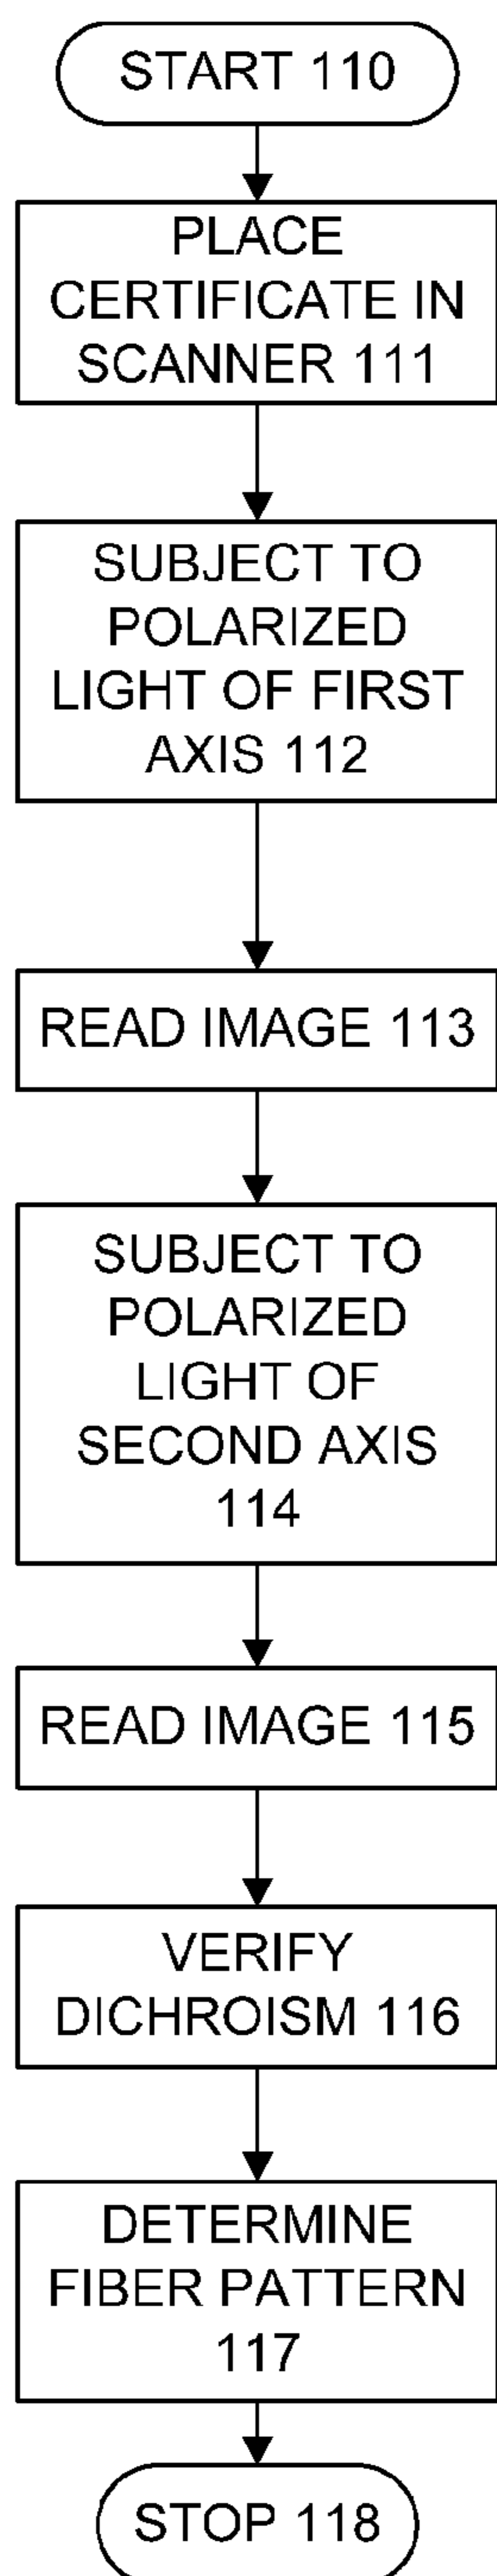 START 110
PLACE
CERTIFICATE IN
SCANNER 111
SUBJECT TO
POLARIZED
LIGHT OF FIRST
AXIS 112
READ IMAGE 113
SUBJECT TO
POLARIZED
LIGHT OF
SECOND AXIS
114
READ IMAGE 115
VERIFY
DICHROISM 116
DETERMINE
FIBER PATTERN
117
STOP 118